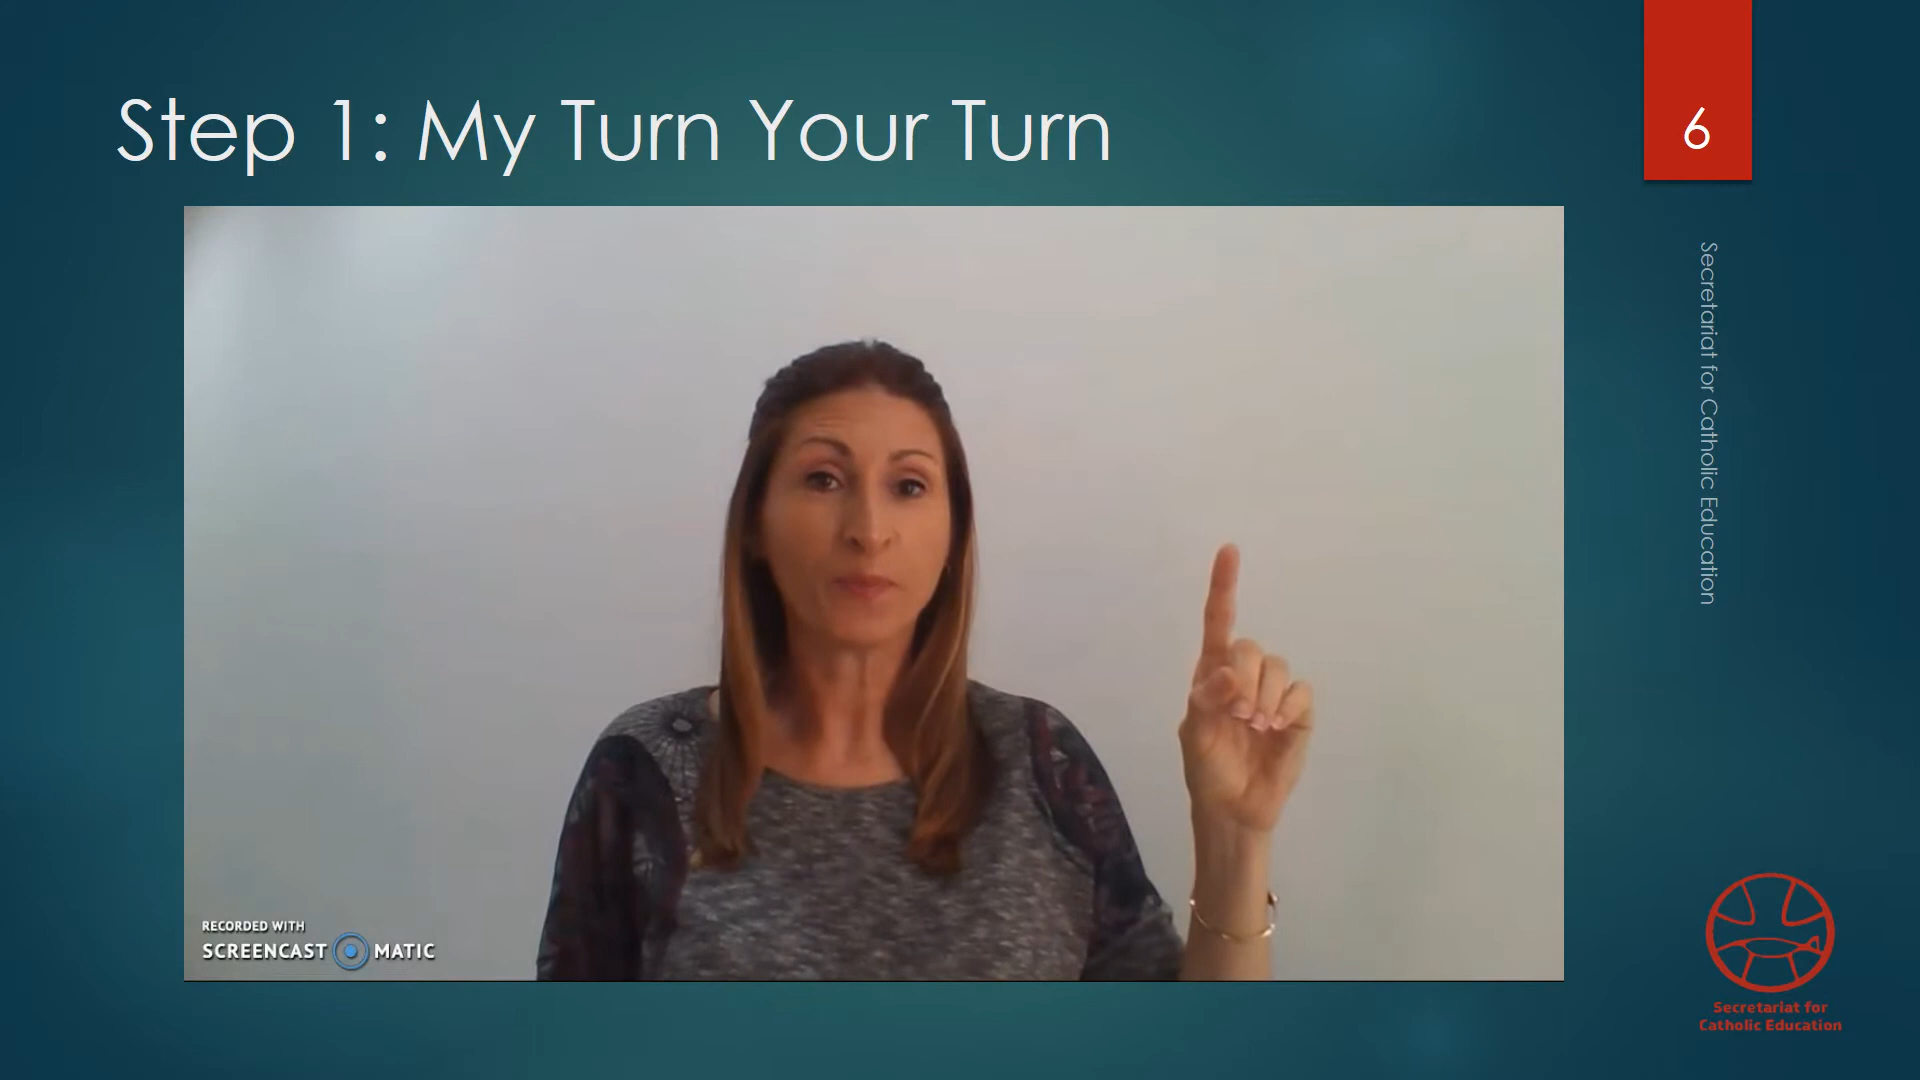 Step 1: My Turn Your Turn
6
Secretariat for Catholic Education
RECORDED WITH
SCREENCAST MATIC
Secretariat for
Catholic Education